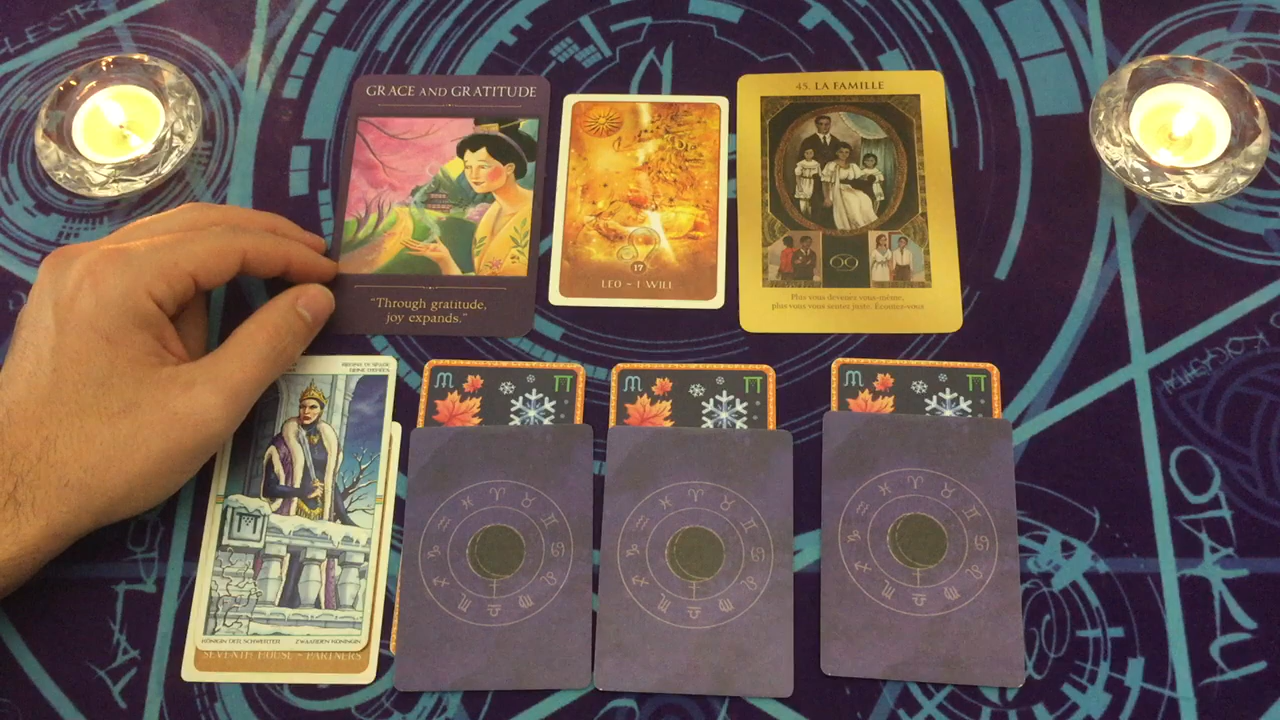 GRACE AND GRATITUDE
"Through gratitude,
joy expands."
17
LEO ~ I WILL
45. LA FAMILLE
Plus vous devenez vous-même,
plus vous vous sentez juste. Écoutez-vous
KÖNIGIN DER SCHWERTER
ZWAARDEN KONINGIN
SEVENTH HOUSE ~ PARTNERS
OTAKU